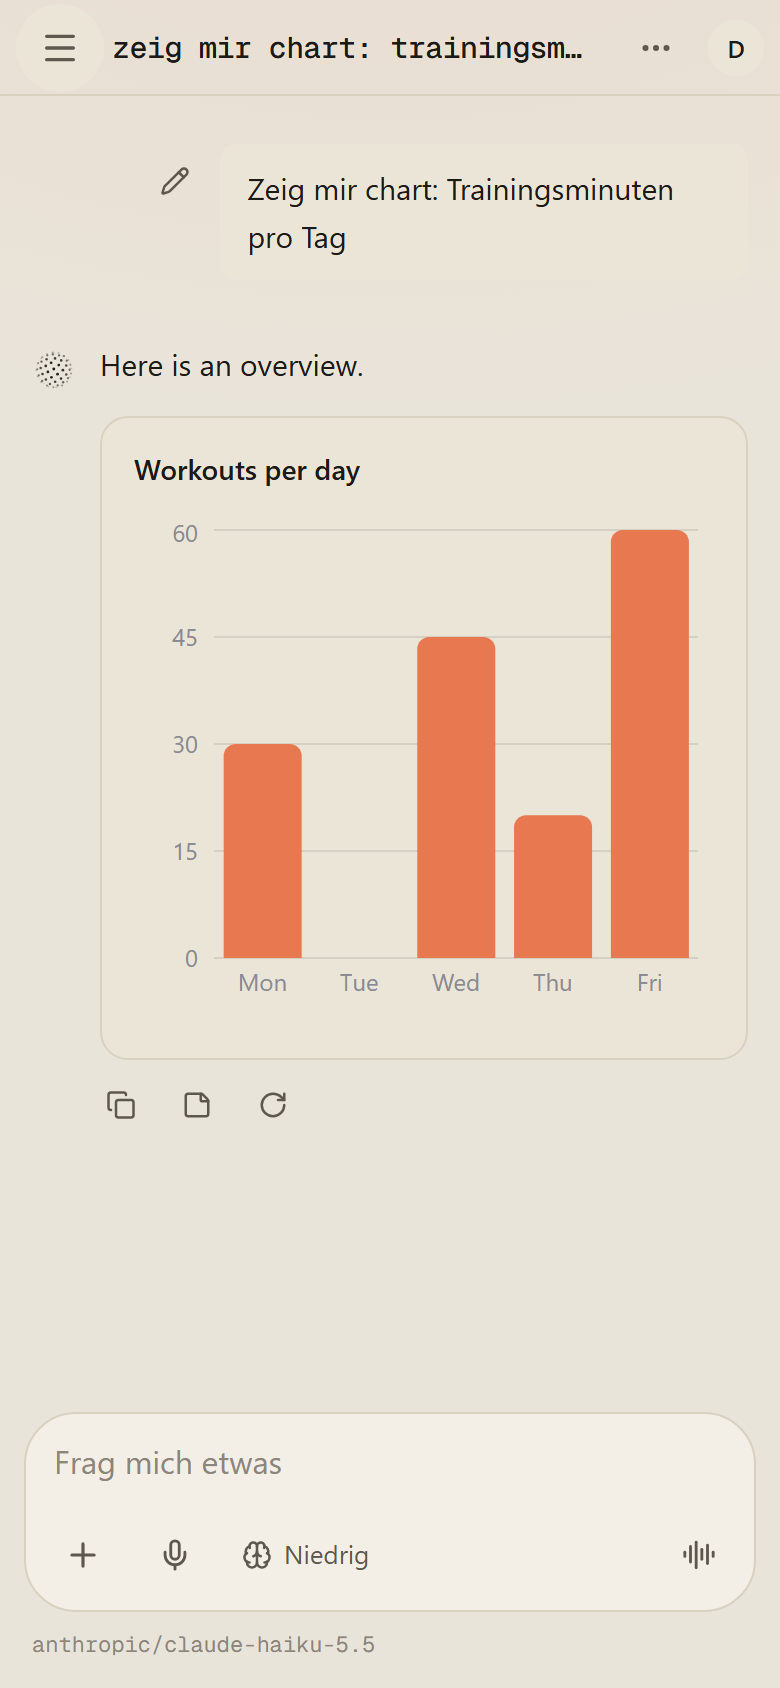 zeig mir chart: trainingsm…
D
Zeig mir chart: Trainingsminuten
pro Tag
Here is an overview.
Workouts per day
60
45
30
15
0
Mon Tue Wed Thu Fri
Frag mich etwas
Niedrig
anthropic/claude-haiku-5.5